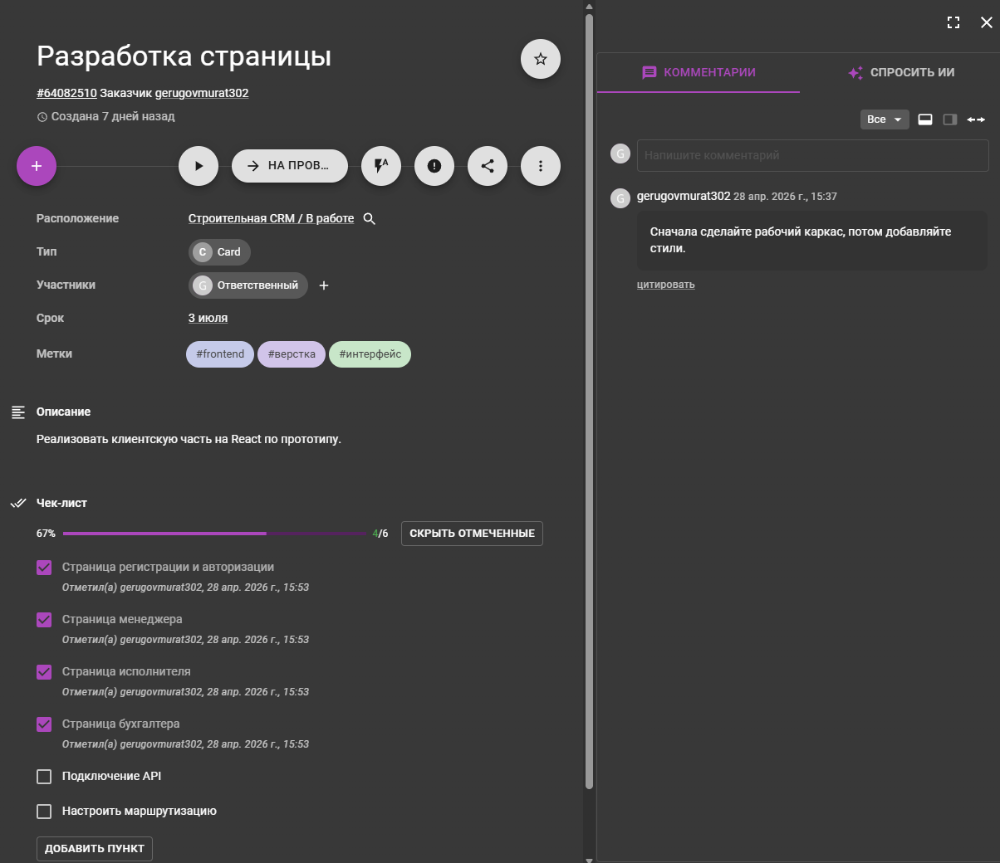 Разработка страницы
#64082510 Заказчик gerugovmurat302
Создана 7 дней назад
НА ПРОВ...
Расположение
Строительная CRM / В работе
Тип
C Card
Участники
G Ответственный
Срок
3 июля
Метки
#frontend #верстка #интерфейс
Описание
Реализовать клиентскую часть на React по прототипу.
Чек-лист
67% 4/6 СКРЫТЬ ОТМЕЧЕННЫЕ
Страница регистрации и авторизации
Отметил(а) gerugovmurat302, 28 апр. 2026 г., 15:53
Страница менеджера
Отметил(а) gerugovmurat302, 28 апр. 2026 г., 15:53
Страница исполнителя
Отметил(а) gerugovmurat302, 28 апр. 2026 г., 15:53
Страница бухгалтера
Отметил(а) gerugovmurat302, 28 апр. 2026 г., 15:53
Подключение API
Настроить маршрутизацию
ДОБАВИТЬ ПУНКТ
КОММЕНТАРИИ
СПРОСИТЬ ИИ
Все
G Напишите комментарий
G gerugovmurat302 28 апр. 2026 г., 15:37
Сначала сделайте рабочий каркас, потом добавляйте
стили.
цитировать